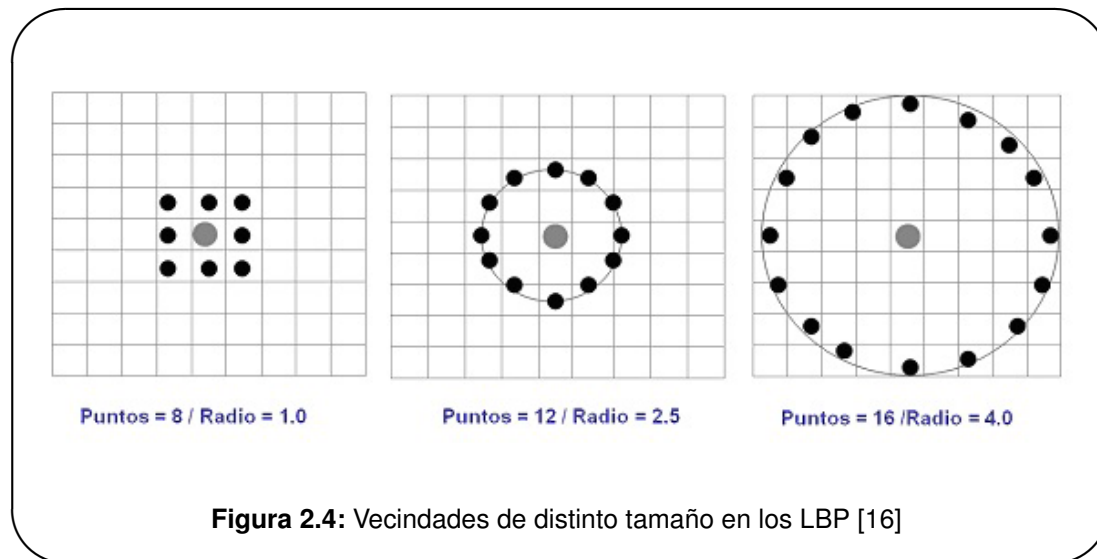 Puntos = 8 / Radio = 1.0
Puntos = 12 / Radio = 2.5
Puntos = 16 /Radio = 4.0
Figura 2.4: Vecindades de distinto tamaño en los LBP [16]